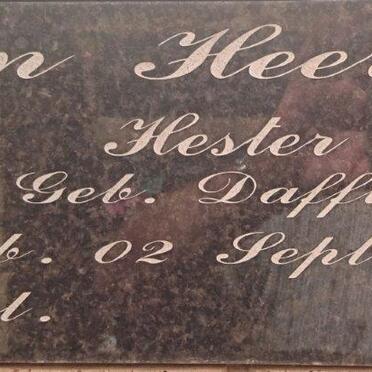 n Heer
Hester
Geb. Daff
b. 02 Sept
t.